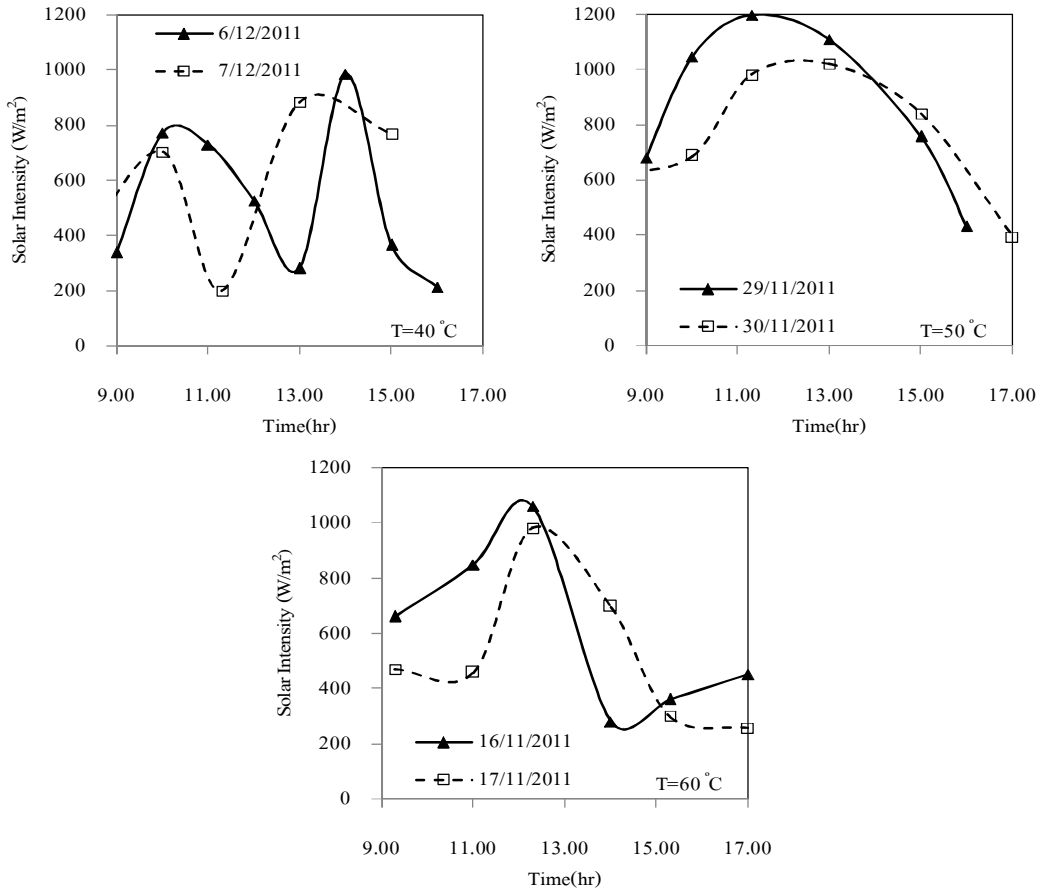 Solar Intensity (W/m²)
1200
1000
800
600
400
200
0
6/12/2011
7/12/2011
T=40 °C
9.00 11.00 13.00 15.00 17.00
Time(hr)
Solar Intensity (W/m²)
1200
1000
800
600
400
200
0
29/11/2011
30/11/2011
T=50 °C
9.00 11.00 13.00 15.00 17.00
Time(hr)
Solar Intensity (W/m²)
1200
1000
800
600
400
200
0
16/11/2011
17/11/2011
T=60 °C
9.00 11.00 13.00 15.00 17.00
Time(hr)